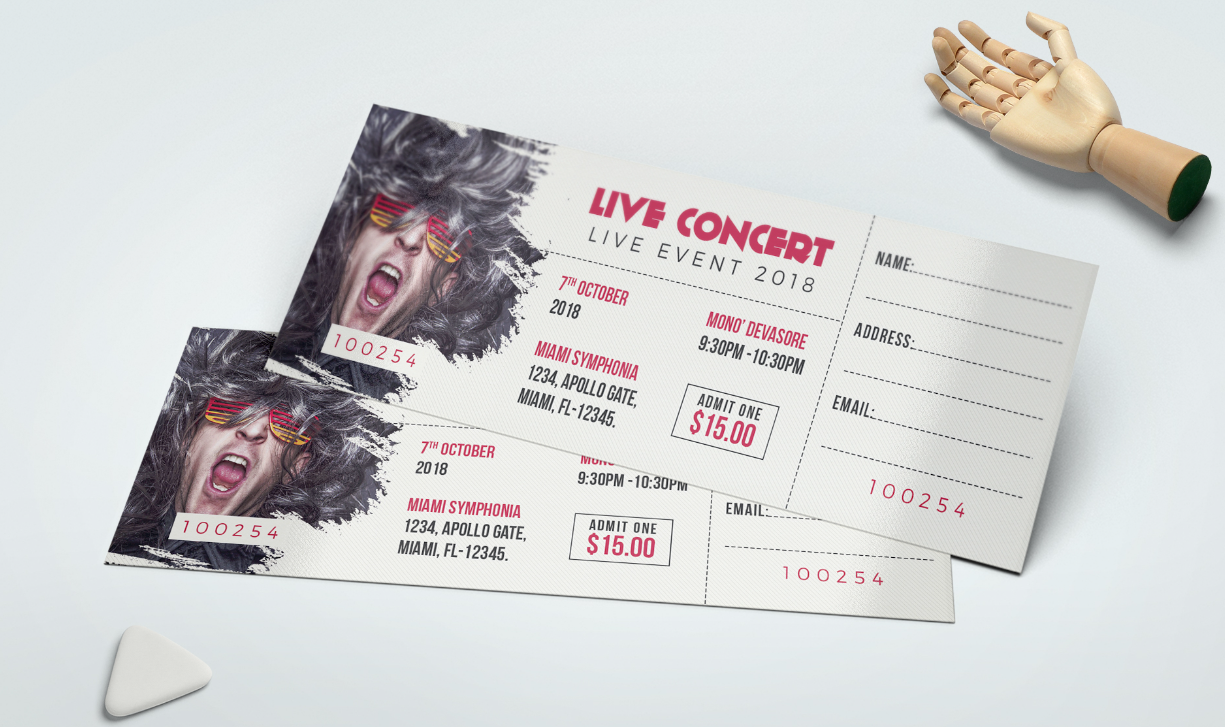 LIVE CONCERT
LIVE EVENT 2018
7TH OCTOBER
2018
MONO' DEVASORE
9:30PM -10:30PM
MIAMI SYMPHONIA
1234, APOLLO GATE,
MIAMI, FL-12345.
ADMIT ONE
$15.00
100254
NAME:
ADDRESS:
EMAIL:
100254
7TH OCTOBER
2018
9:30PM -10:30PM
MIAMI SYMPHONIA
1234, APOLLO GATE,
MIAMI, FL-12345.
ADMIT ONE
$15.00
100254
EMAIL:
100254